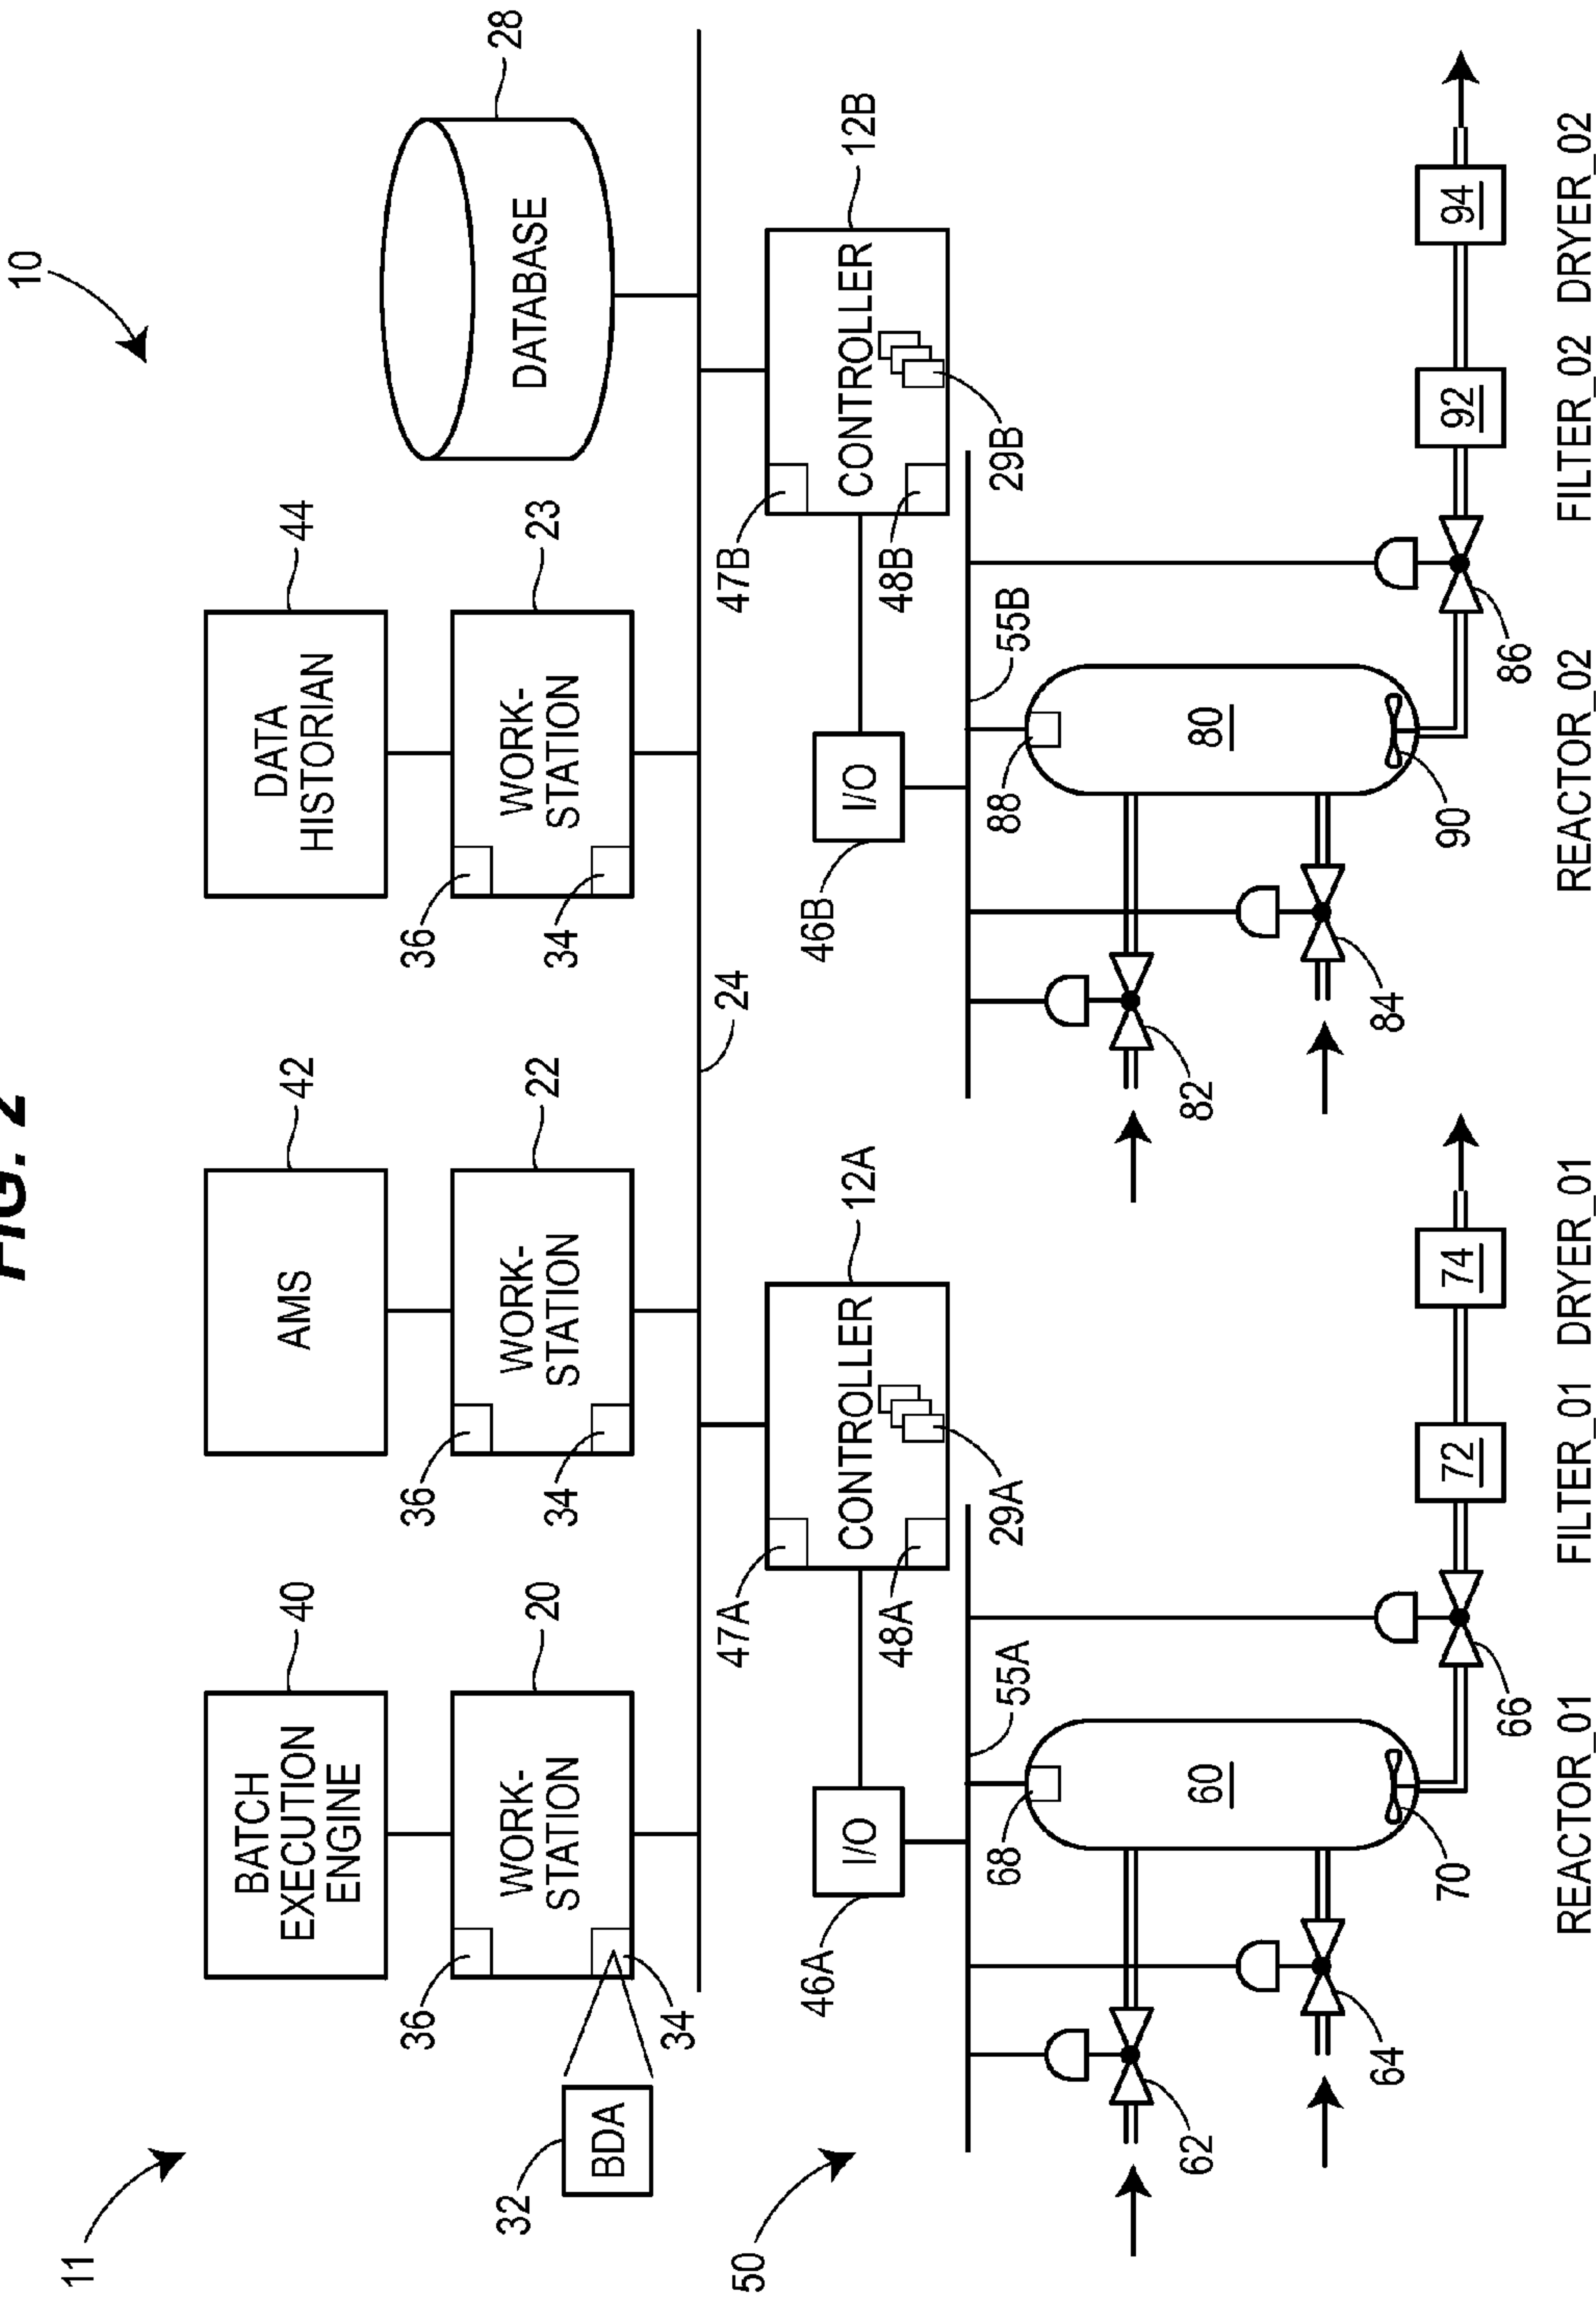 FIG. 2
10
11
40
42
44
28
BATCH
EXECUTION
ENGINE
AMS
DATA
HISTORIAN
DATABASE
20
22
23
36
WORK-
STATION
34
36
WORK-
STATION
34
36
WORK-
STATION
34
32
BDA
24
50
47A
CONTROLLER
12A
47B
CONTROLLER
12B
46A
I/O
48A
29A
46B
I/O
48B
29B
55A
55B
68
60
70
62
64
66
72
74
88
80
90
82
84
86
92
94
REACTOR_01
FILTER_01
DRYER_01
REACTOR_02
FILTER_02
DRYER_02